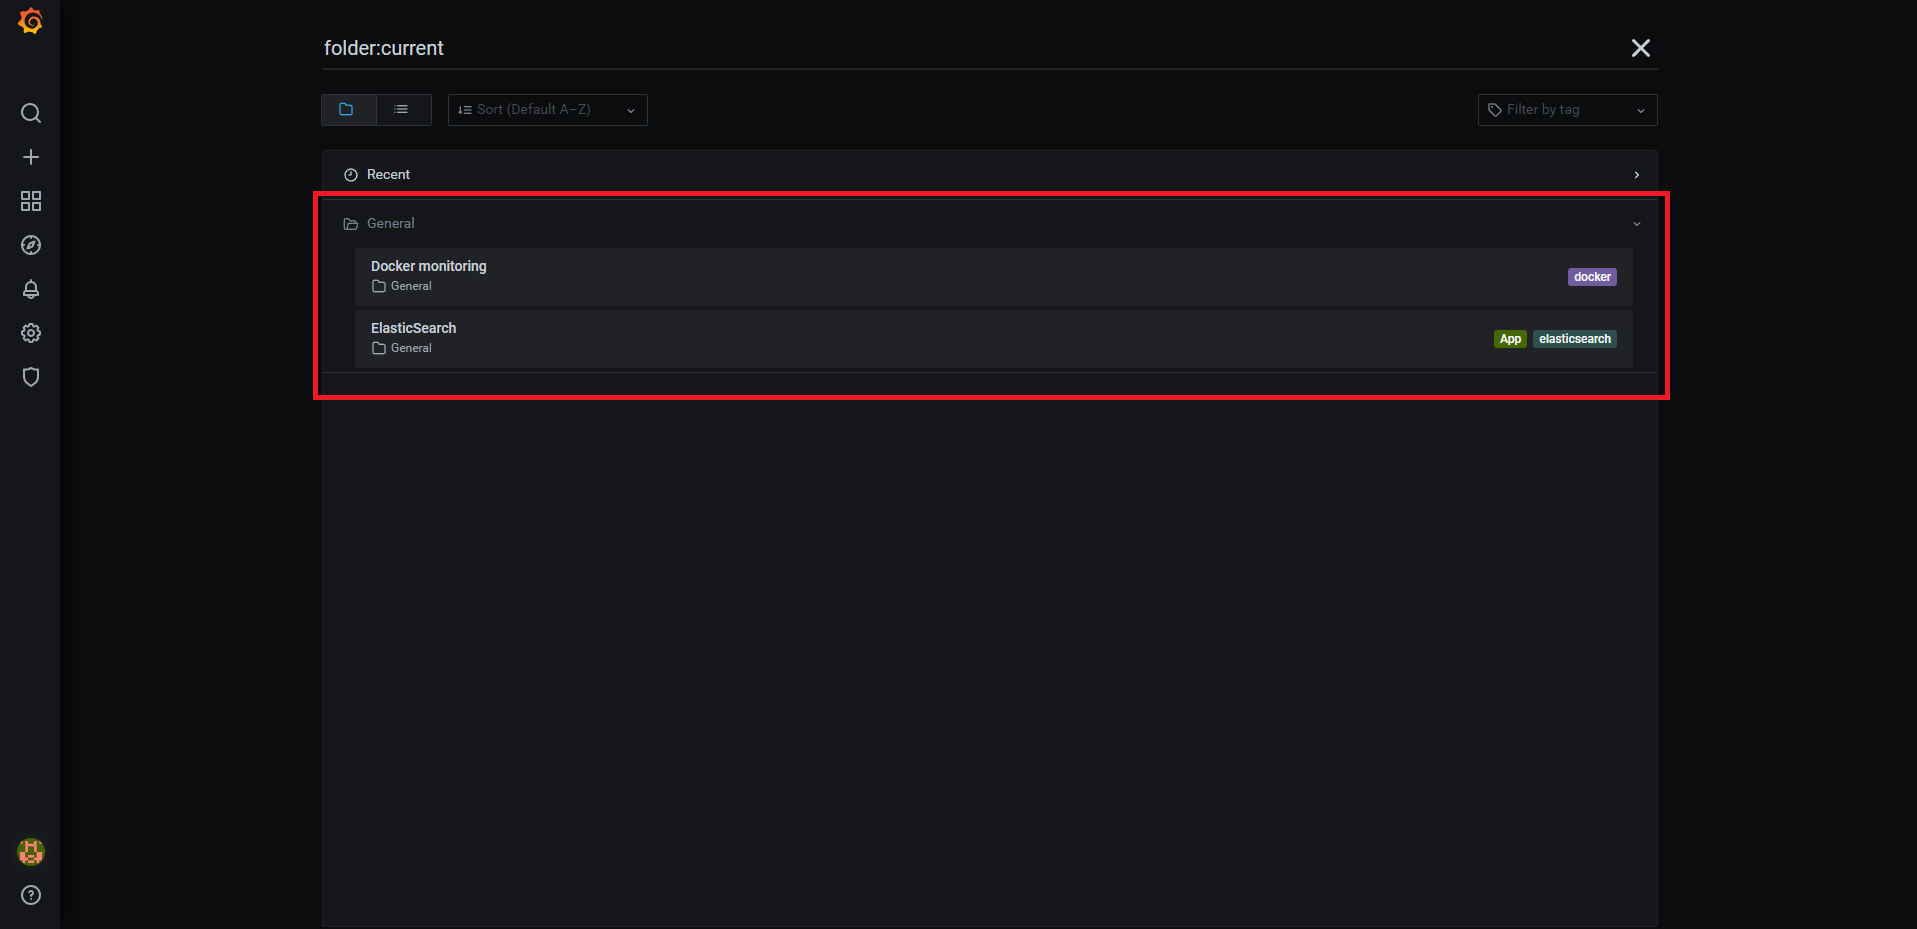 folder:current
Sort (Default A–Z)
Filter by tag
Recent
General
Docker monitoring
General
docker
ElasticSearch
General
App
elasticsearch